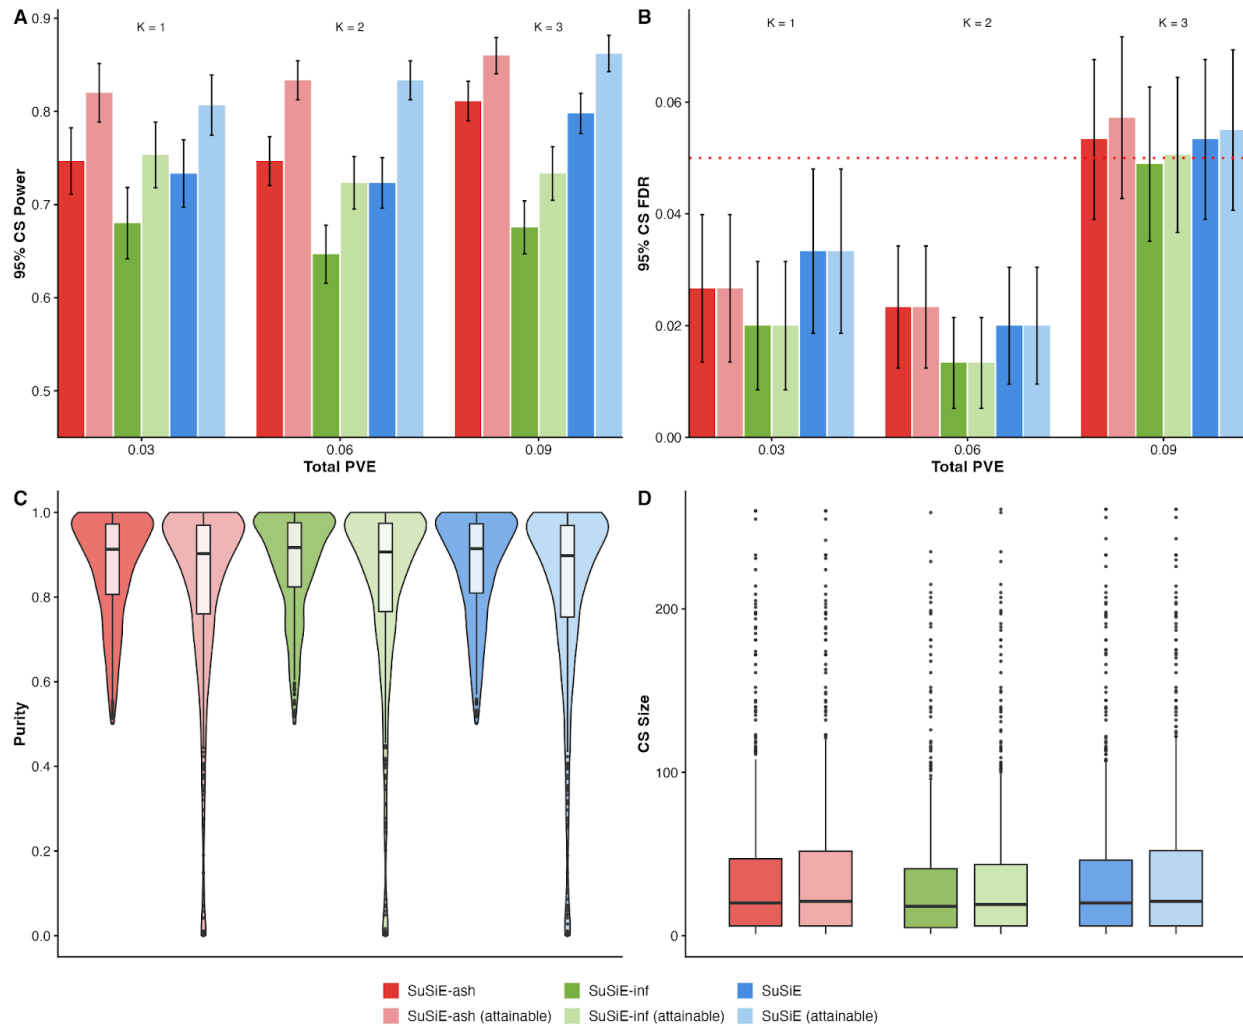 A
K = 1
K = 2
K = 3
0.9
0.8
0.7
0.6
0.5
95% CS Power
0.03
0.06
0.09
Total PVE
B
K = 1
K = 2
K = 3
0.06
0.04
0.02
0.00
95% CS FDR
0.03
0.06
0.09
Total PVE
C
1.0
0.8
0.6
0.4
0.2
0.0
Purity
D
200
100
0
CS Size
SuSiE-ash
SuSiE-inf
SuSiE
SuSiE-ash (attainable)
SuSiE-inf (attainable)
SuSiE (attainable)